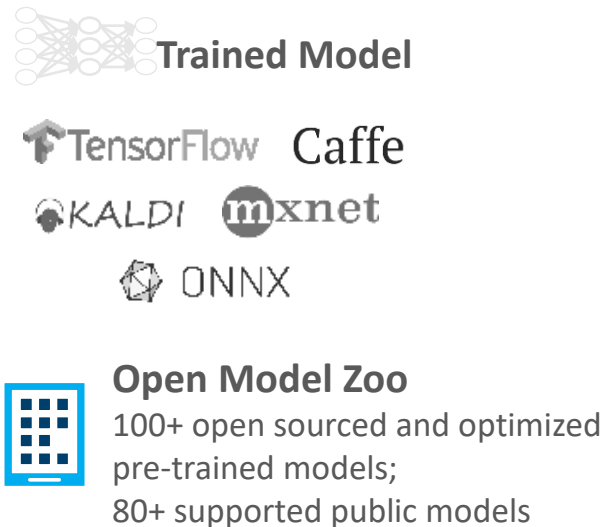 Trained Model
TensorFlow Caffe
KALDI mxnet
ONNX
Open Model Zoo
100+ open sourced and optimized
pre-trained models;
80+ supported public models